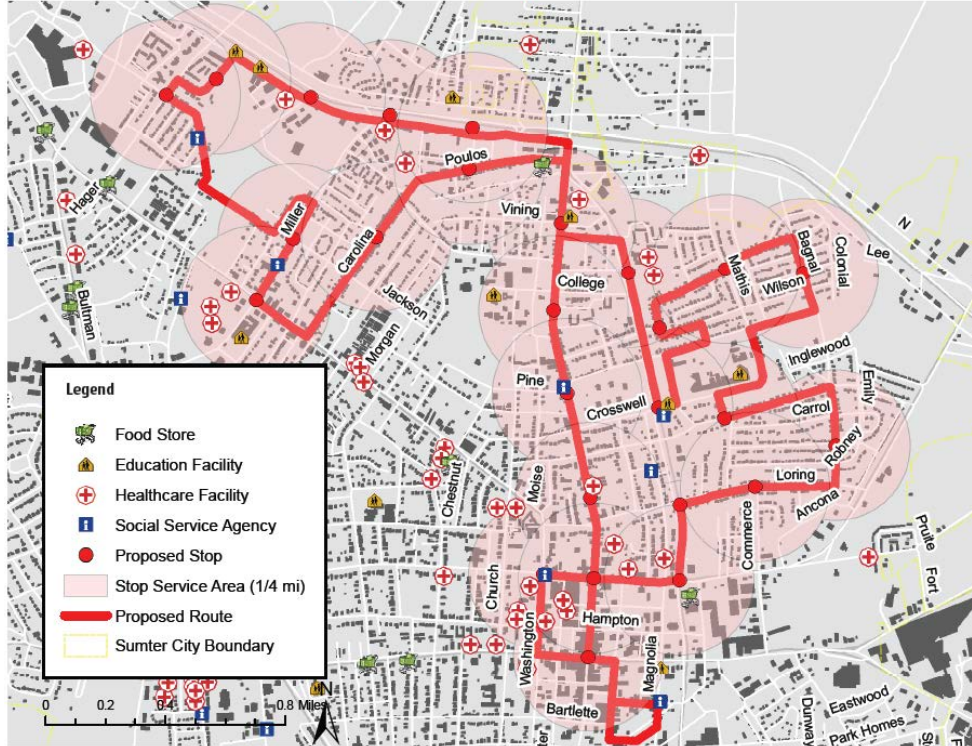 N
Lee
Hager
Poulos
Vining
Miller
Carolina
Bagnal
Colonial
Mathis
Wilson
College
Jackson
Bultman
Morgan
Inglewood
Emily
Pine
Crosswell
Carrol
Robney
Loring
Ancona
Chestnut
Moise
Commerce
Church
Pruite
Fort
Washington
Hampton
Magnolia
Bartlette
Eastwood
Dunway
Park Homes
Legend
Food Store
Education Facility
Healthcare Facility
Social Service Agency
Proposed Stop
Stop Service Area (1/4 mi)
Proposed Route
Sumter City Boundary
0 0.2 0.4 0.8 Miles
N